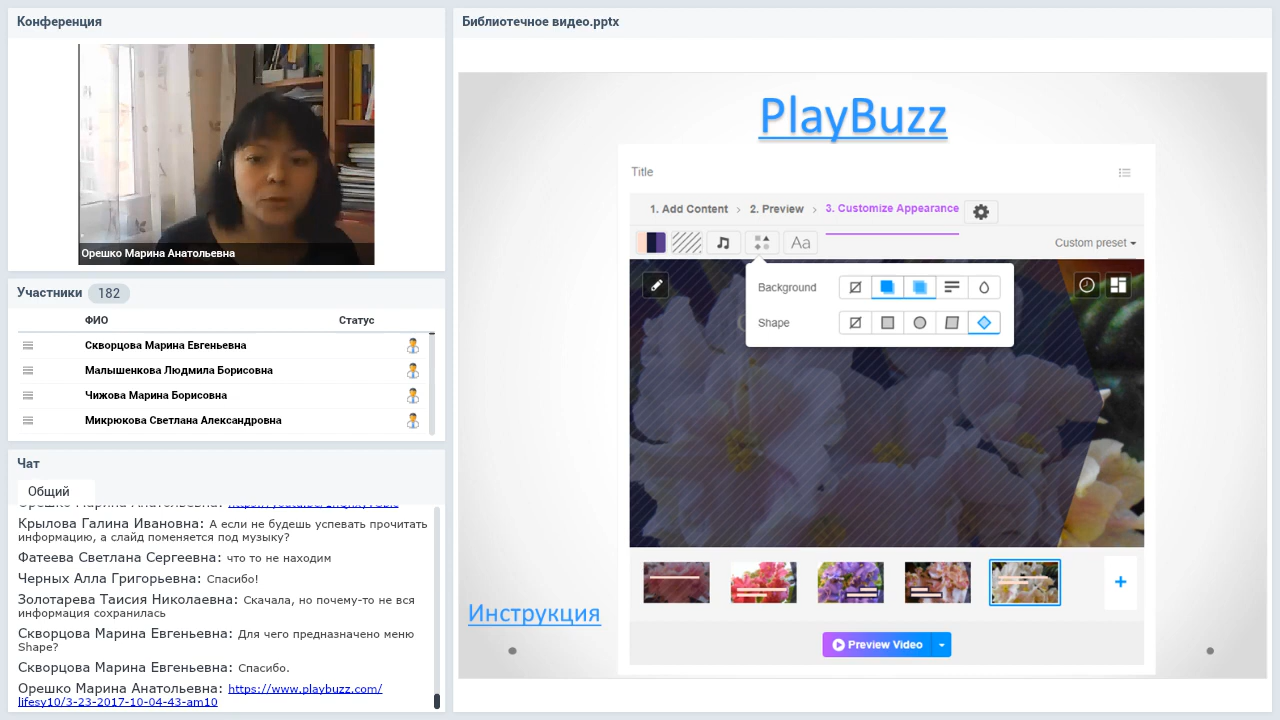 Конференция
Орешко Марина Анатольевна
Участники 182
ФИО Статус
Скворцова Марина Евгеньевна
Малышенкова Людмила Борисовна
Чижова Марина Борисовна
Микрюкова Светлана Александровна
Чат
Общий
Орешко Марина Анатольевна:
Крылова Галина Ивановна: А если не будешь успевать прочитать
информацию, а слайд поменяется под музыку?
Фатеева Светлана Сергеевна: что то не находим
Черных Алла Григорьевна: Спасибо!
Золотарева Таисия Николаевна: Скачала, но почему-то не вся
информация сохранилась
Скворцова Марина Евгеньевна: Для чего предназначено меню
Shape?
Скворцова Марина Евгеньевна: Спасибо.
Орешко Марина Анатольевна: https://www.playbuzz.com/
lifesy10/3-23-2017-10-04-43-am10
Библиотечное видео.pptx
PlayBuzz
Title
1. Add Content > 2. Preview > 3. Customize Appearance
Aa Custom preset
Background
Shape
Инструкция
Preview Video